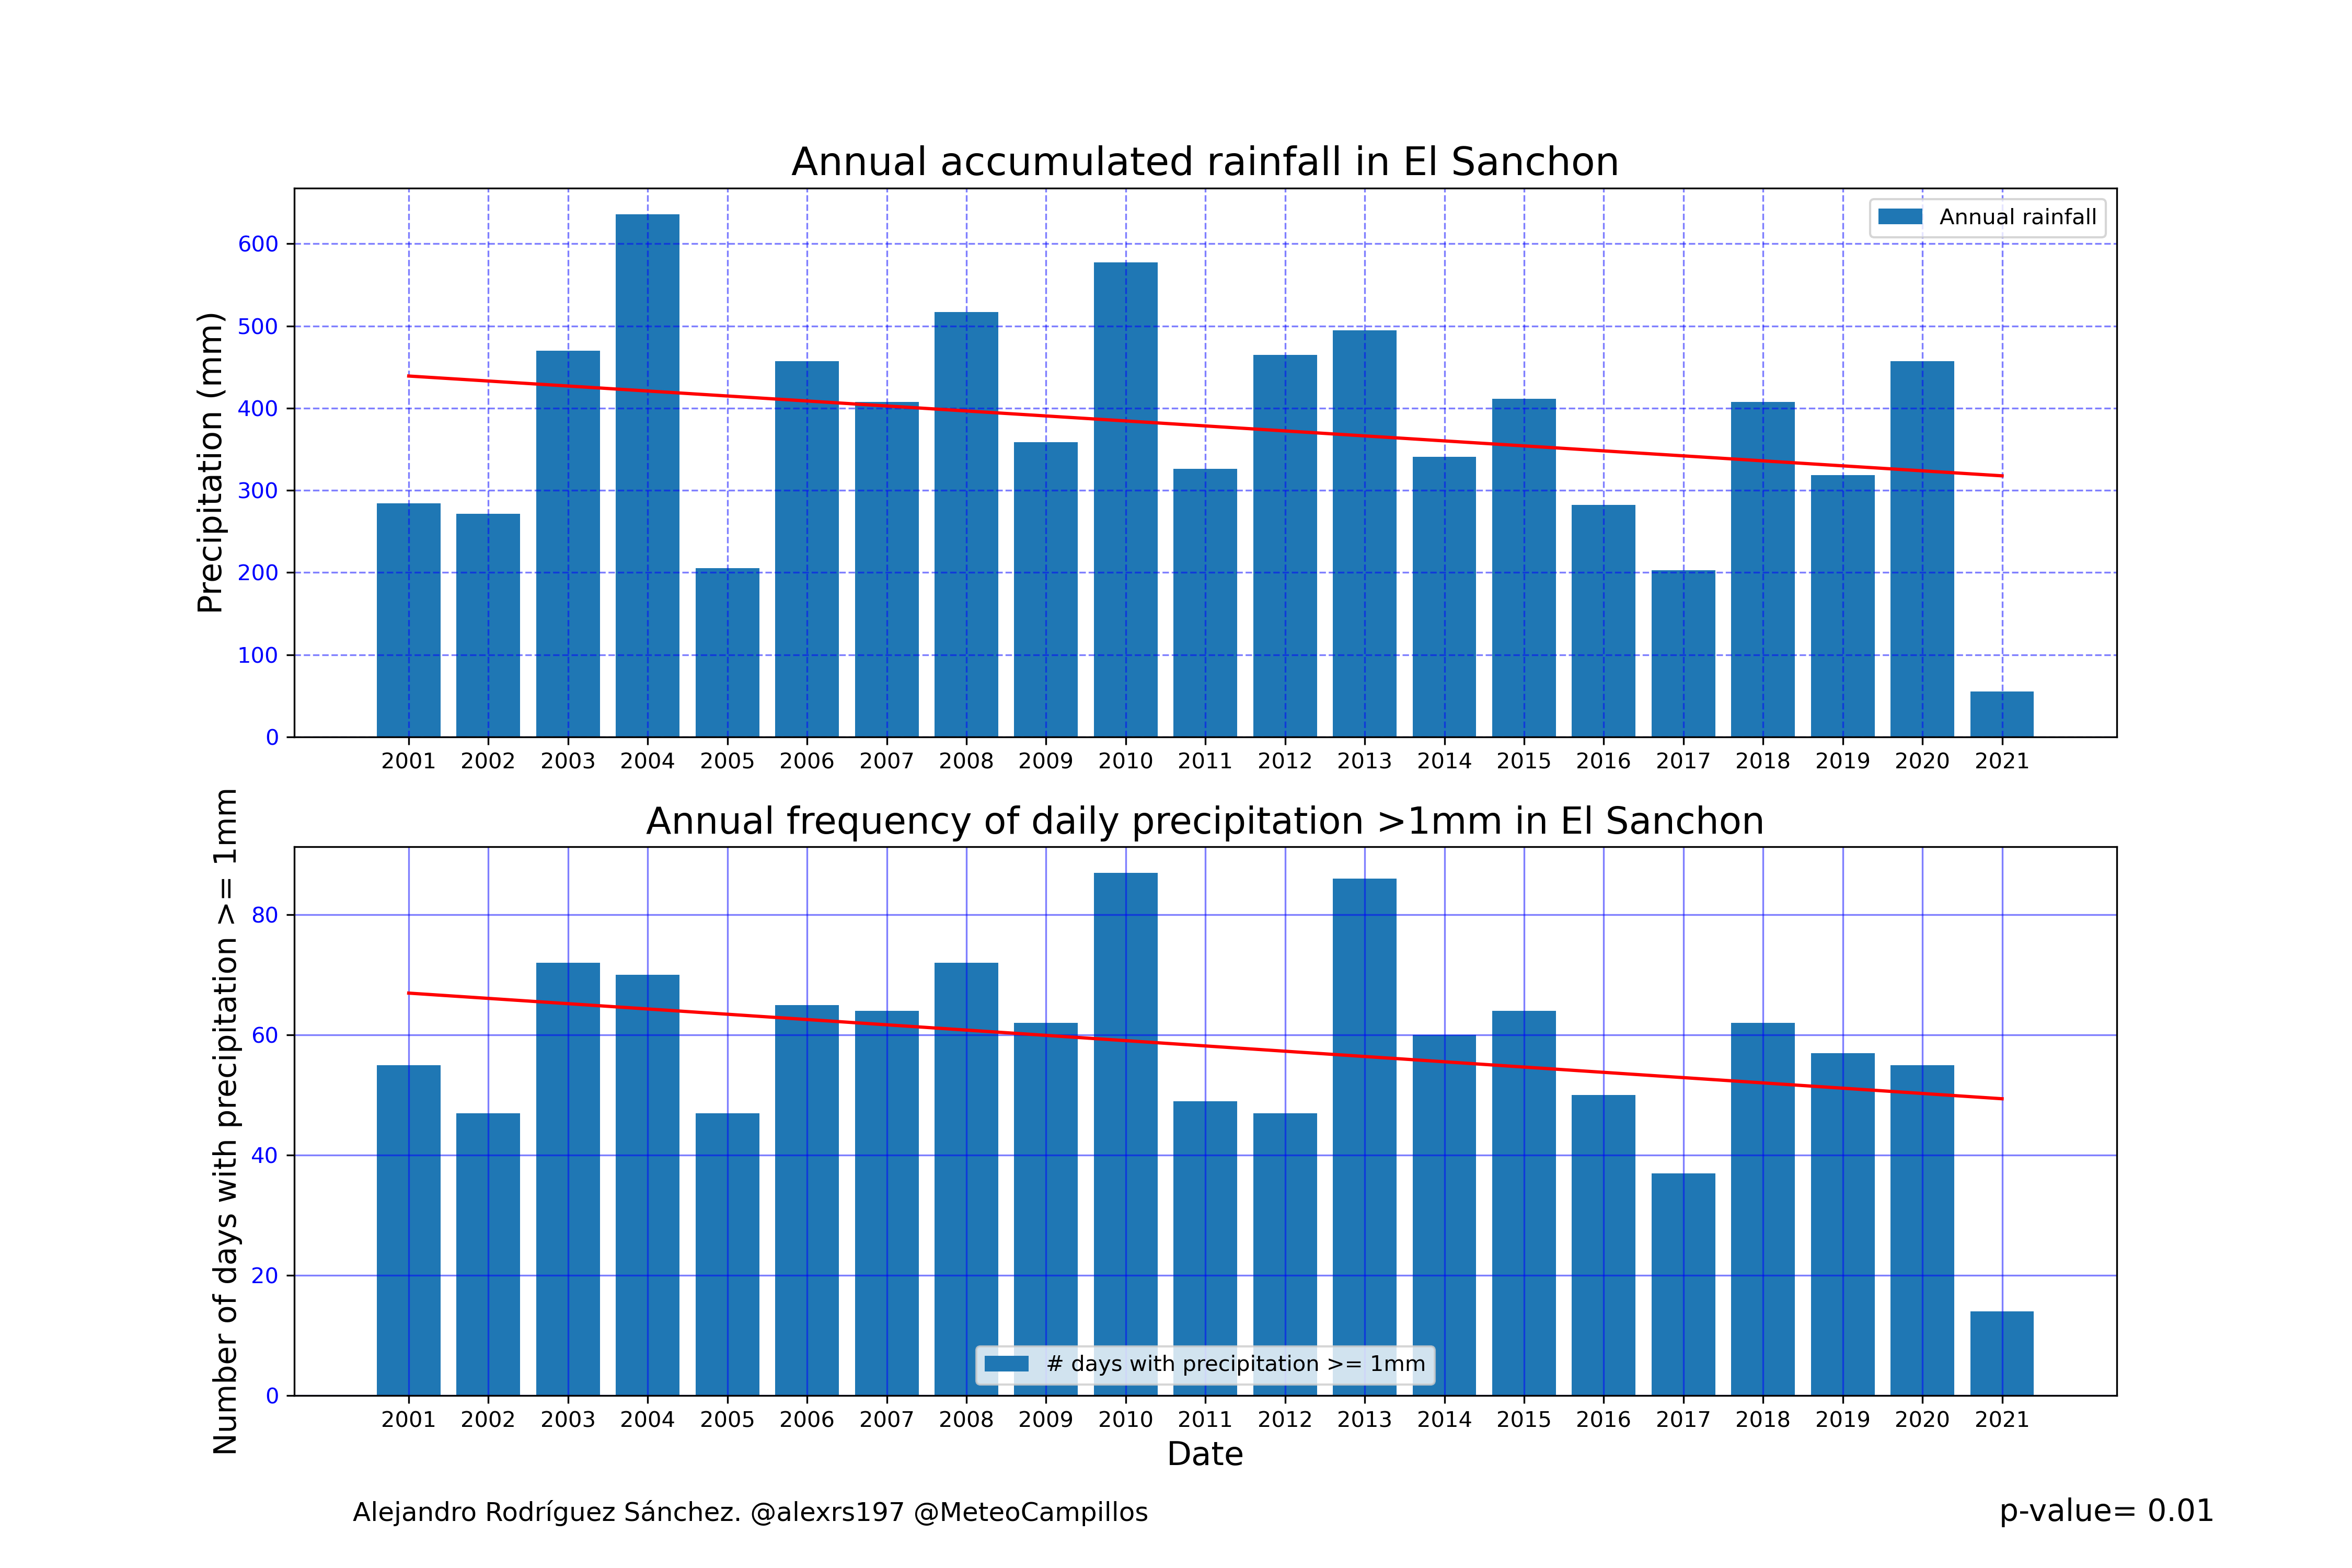 Annual accumulated rainfall in El Sanchon
Annual rainfall
Precipitation (mm)
600
500
400
300
200
100
0
2001 2002 2003 2004 2005 2006 2007 2008 2009 2010 2011 2012 2013 2014 2015 2016 2017 2018 2019 2020 2021
Annual frequency of daily precipitation >1mm in El Sanchon
Number of days with precipitation >= 1mm
80
60
40
20
0
# days with precipitation >= 1mm
2001 2002 2003 2004 2005 2006 2007 2008 2009 2010 2011 2012 2013 2014 2015 2016 2017 2018 2019 2020 2021
Date
Alejandro Rodríguez Sánchez. @alexrs197 @MeteoCampillos
p-value= 0.01